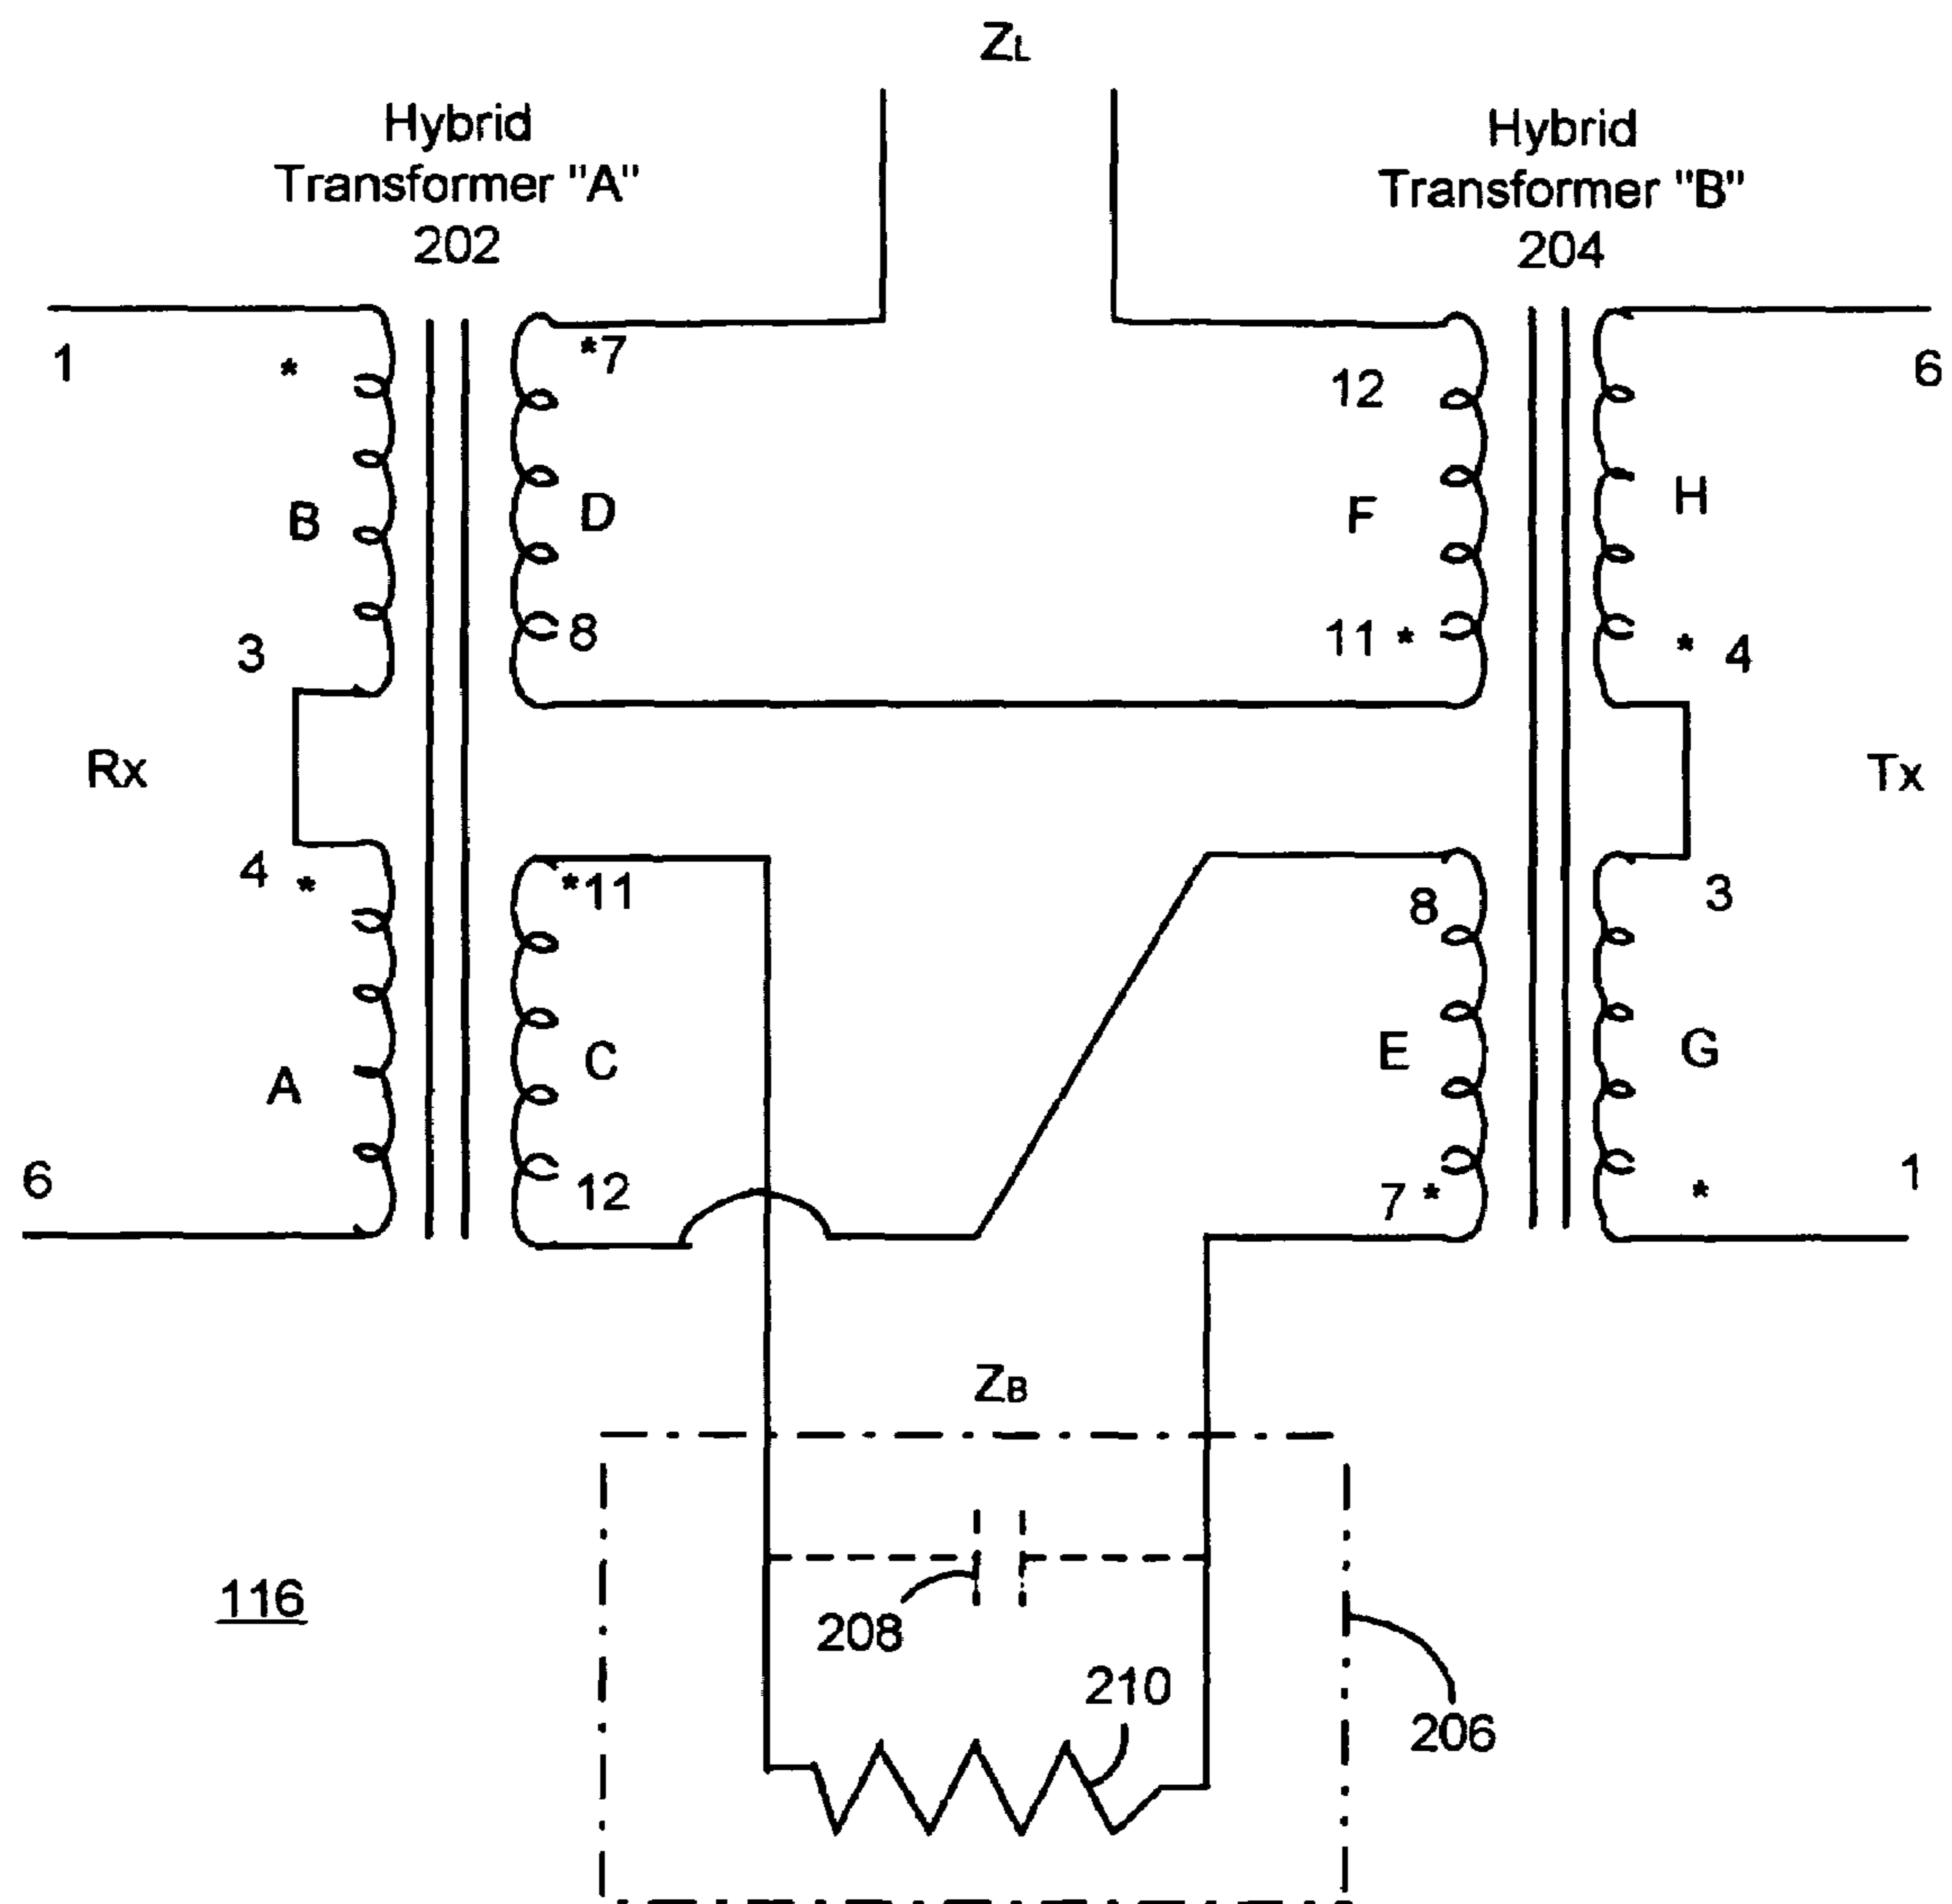 ZL
Hybrid
Transformer "A"
202
Hybrid
Transformer "B"
204
1
*
*7
12
6
B
D
F
H
3
8
11 *
* 4
Rx
Tx
4 *
*11
8
3
A
C
E
G
6
12
7 *
*
1
ZB
116
208
210
206